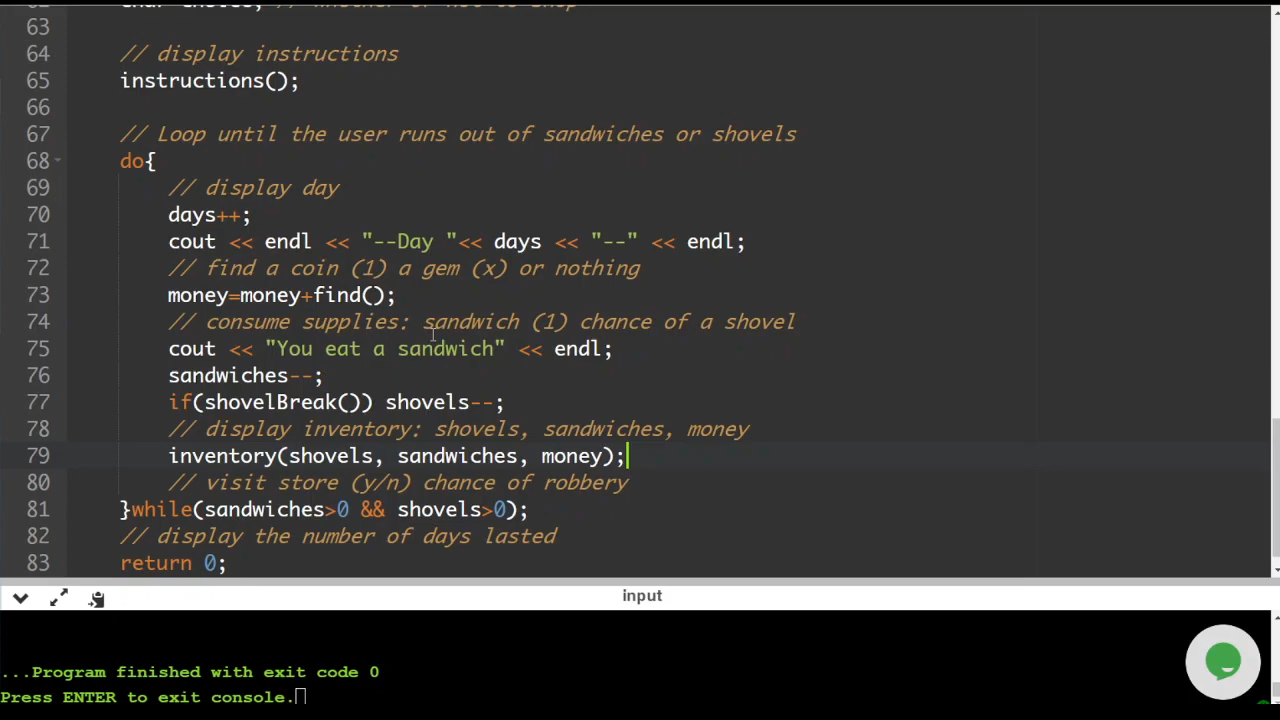 63
64 // display instructions
65 instructions();
66
67 // Loop until the user runs out of sandwiches or shovels
68 do{
69 // display day
70 days++;
71 cout << endl << "--Day "<< days << "--" << endl;
72 // find a coin (1) a gem (x) or nothing
73 money=money+find();
74 // consume supplies: sandwich (1) chance of a shovel
75 cout << "You eat a sandwich" << endl;
76 sandwiches--;
77 if(shovelBreak()) shovels--;
78 // display inventory: shovels, sandwiches, money
79 inventory(shovels, sandwiches, money);
80 // visit store (y/n) chance of robbery
81 }while(sandwiches>0 && shovels>0);
82 // display the number of days lasted
83 return 0;
input
...Program finished with exit code 0
Press ENTER to exit console.